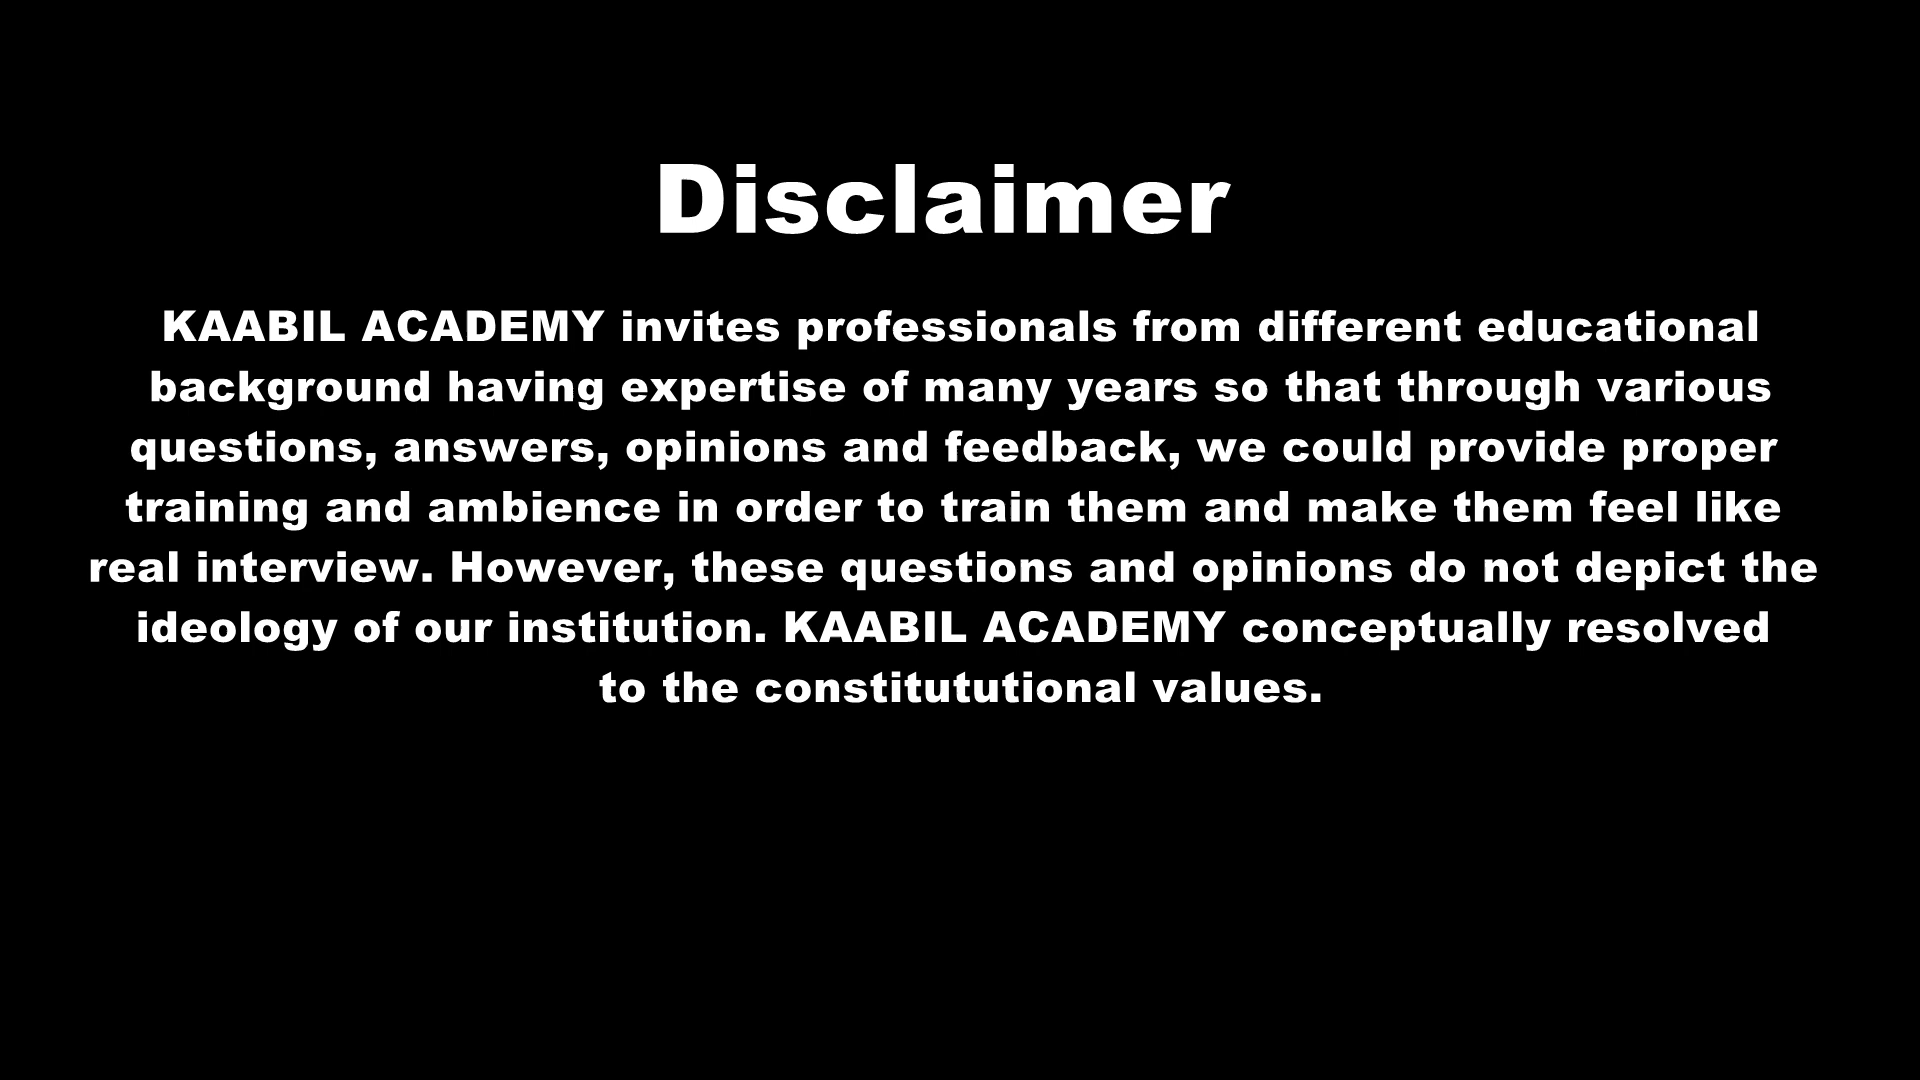 Disclaimer
KAABIL ACADEMY invites professionals from different educational
background having expertise of many years so that through various
questions, answers, opinions and feedback, we could provide proper
training and ambience in order to train them and make them feel like
real interview. However, these questions and opinions do not depict the
ideology of our institution. KAABIL ACADEMY conceptually resolved
to the constitututional values.